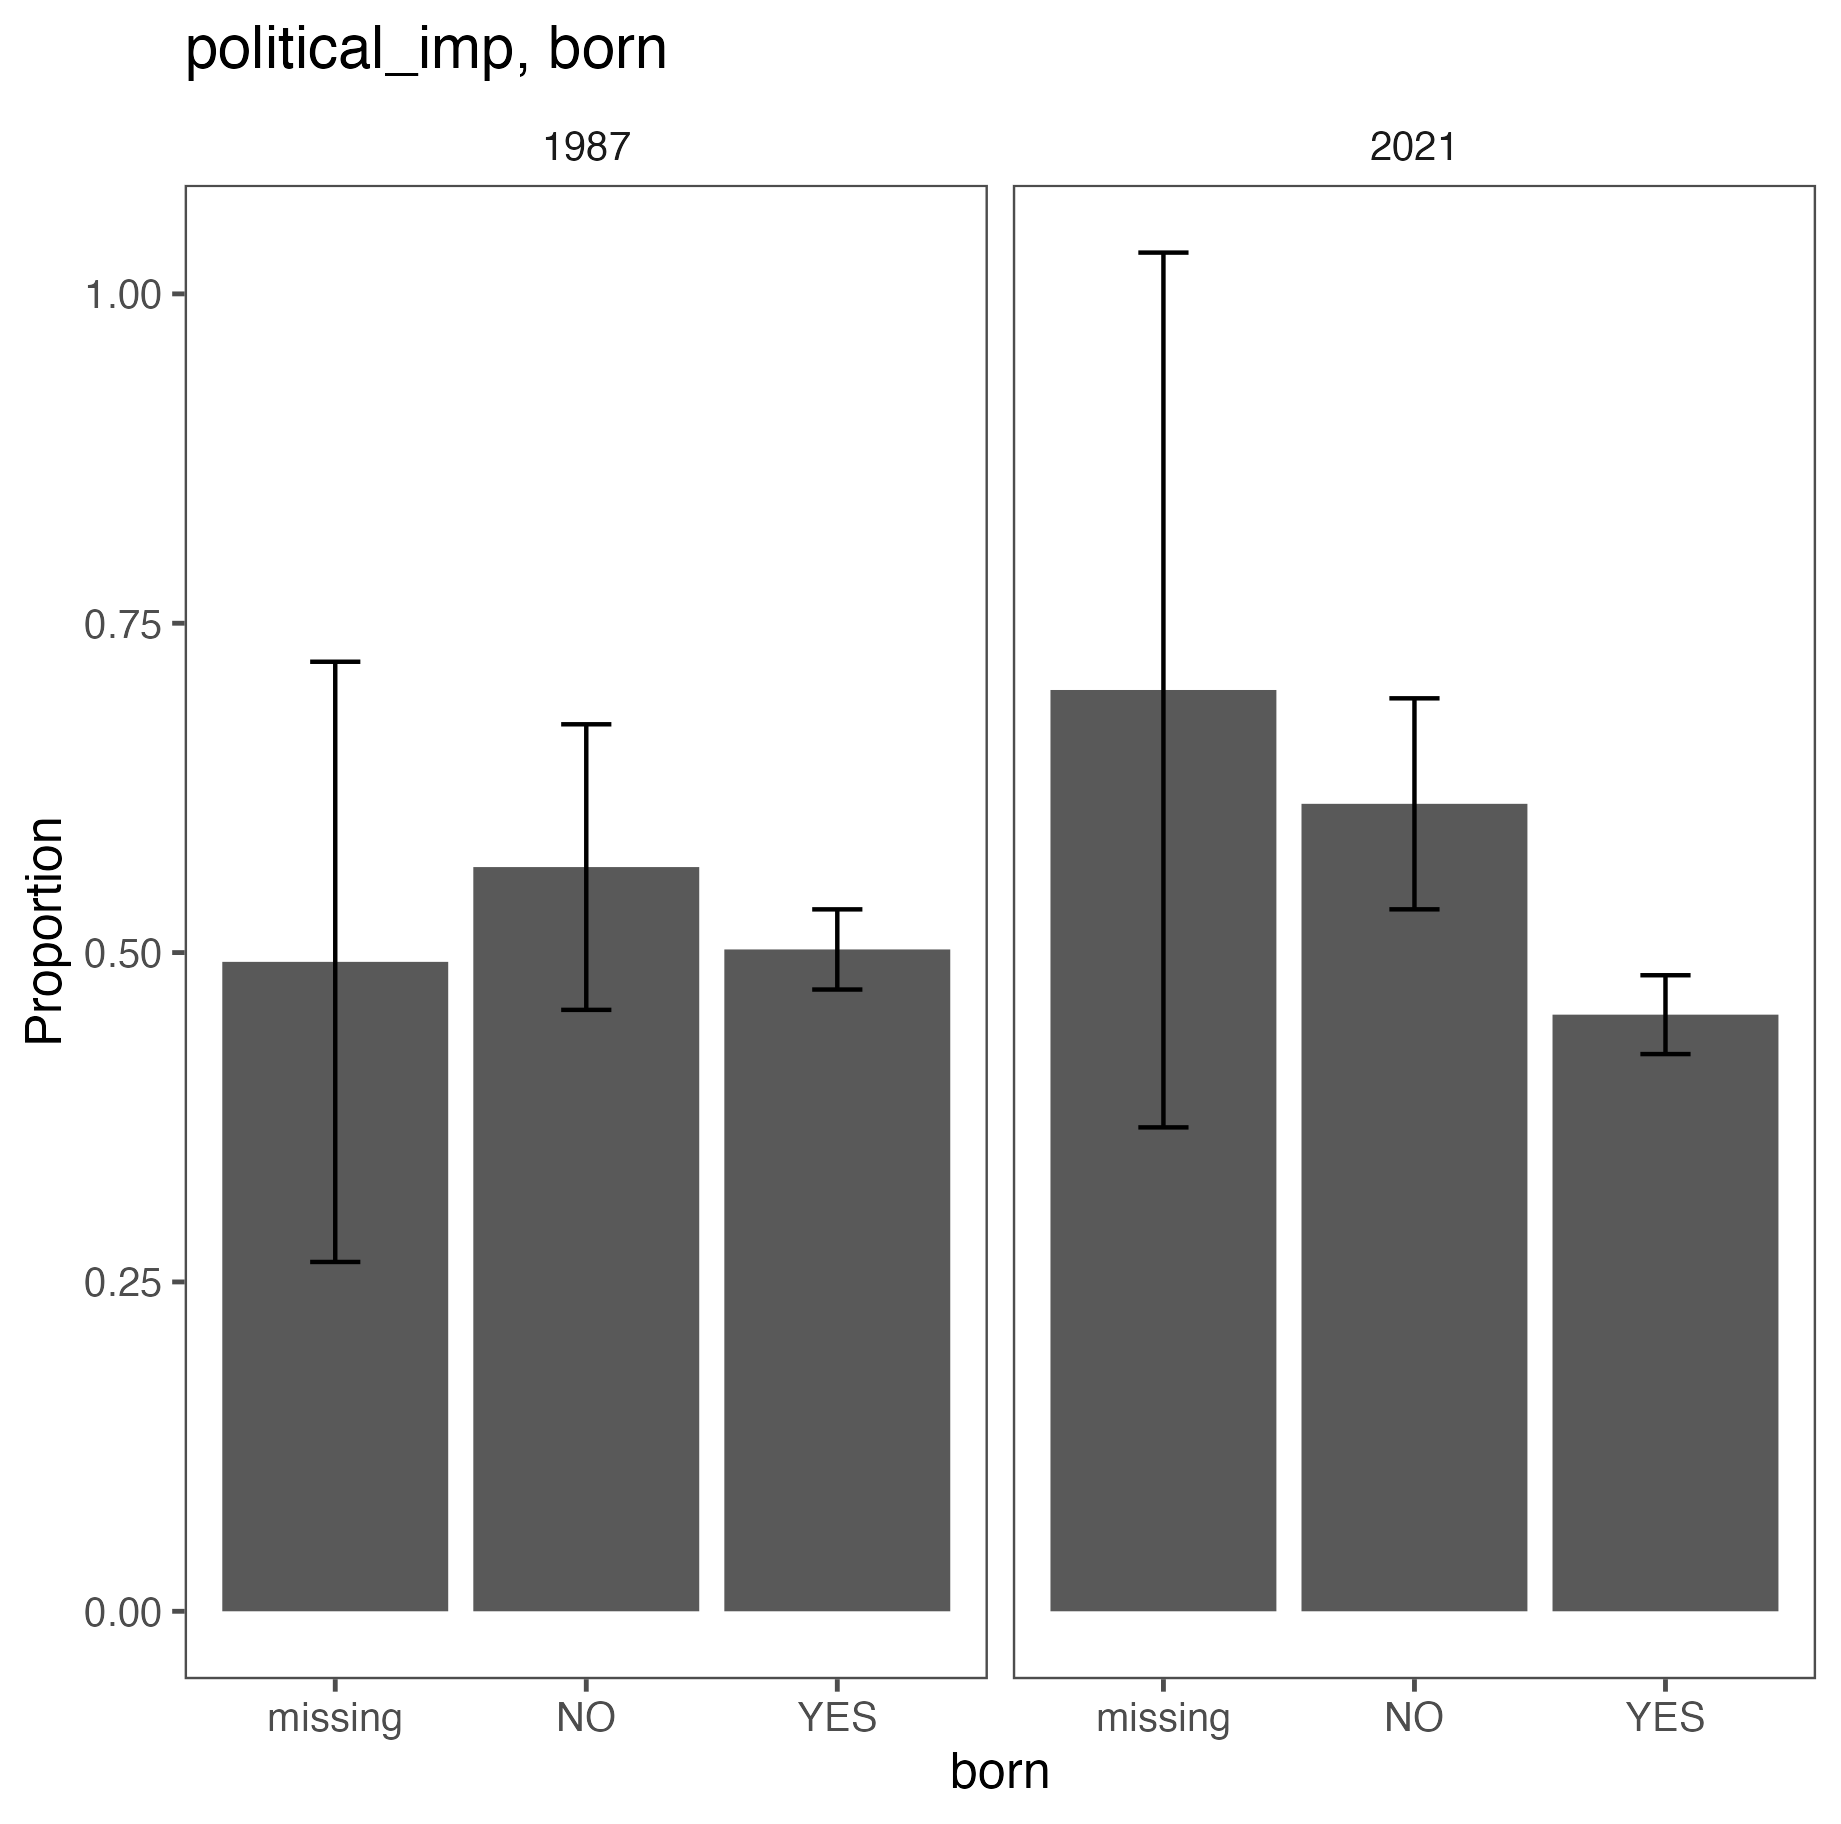 political_imp, born
1987
2021
Proportion
1.00
0.75
0.50
0.25
0.00
missing NO YES
missing NO YES
born